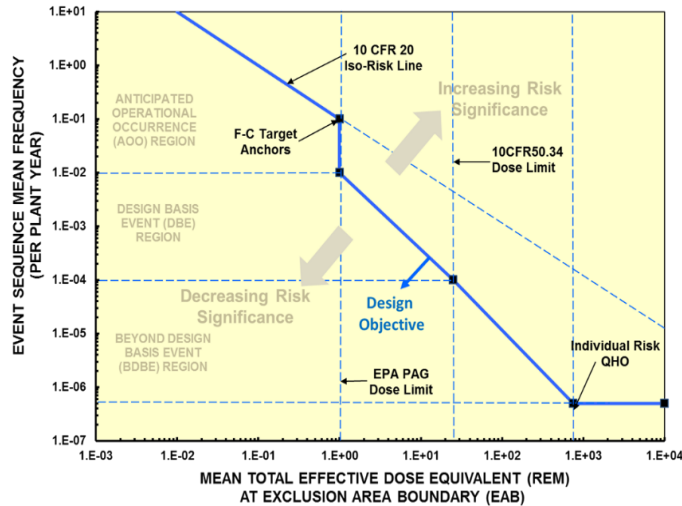 1.E+01
1.E+00
1.E-01
1.E-02
1.E-03
1.E-04
1.E-05
1.E-06
1.E-07
EVENT SEQUENCE MEAN FREQUENCY
(PER PLANT YEAR)
10 CFR 20
Iso-Risk Line
Increasing Risk
Significance
ANTICIPATED
OPERATIONAL
OCCURRENCE
(AOO) REGION
F-C Target
Anchors
10CFR50.34
Dose Limit
DESIGN BASIS
EVENT (DBE)
REGION
Decreasing Risk
Significance
Design
Objective
BEYOND DESIGN
BASIS EVENT
(BDBE) REGION
EPA PAG
Dose Limit
Individual Risk
QHO
1.E-03
1.E-02
1.E-01
1.E+00
1.E+01
1.E+02
1.E+03
1.E+04
MEAN TOTAL EFFECTIVE DOSE EQUIVALENT (REM)
AT EXCLUSION AREA BOUNDARY (EAB)